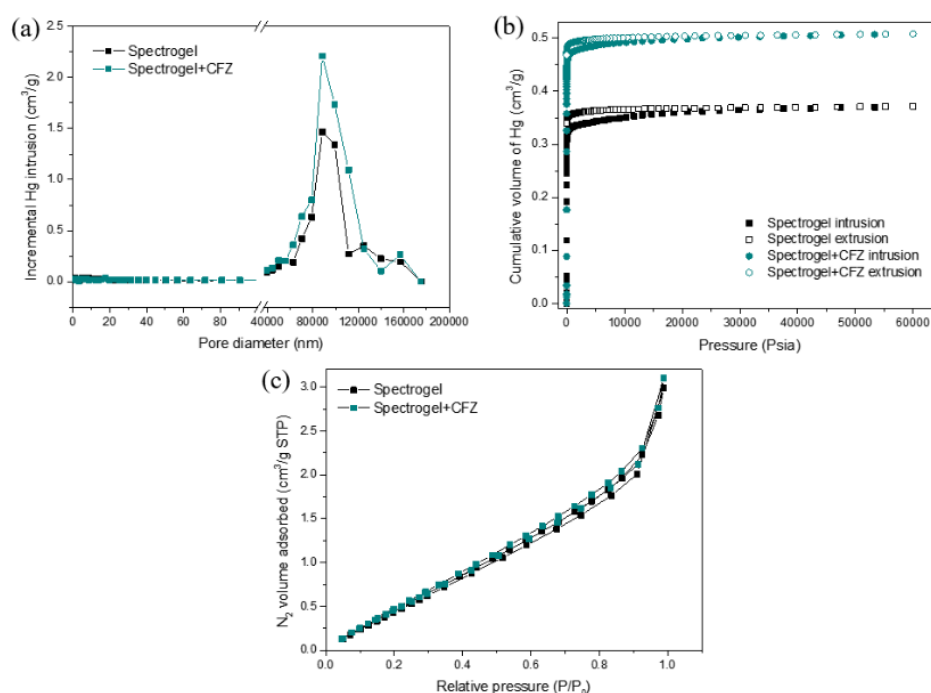 (a)
Incremental Hg intrusion (cm³/g)
2.5
2.0
1.5
1.0
0.5
0.0
Spectrogel
Spectrogel+CFZ
0 20 40 60 80 40000 80000 120000 160000 200000
Pore diameter (nm)
(b)
Cumulative volume of Hg (cm³/g)
0.5
0.4
0.3
0.2
0.1
0.0
Spectrogel intrusion
Spectrogel extrusion
Spectrogel+CFZ intrusion
Spectrogel+CFZ extrusion
0 10000 20000 30000 40000 50000 60000
Pressure (Psia)
(c)
N₂ volume adsorbed (cm³/g STP)
3.0
2.5
2.0
1.5
1.0
0.5
0.0
Spectrogel
Spectrogel+CFZ
0.0 0.2 0.4 0.6 0.8 1.0
Relative pressure (P/P₀)